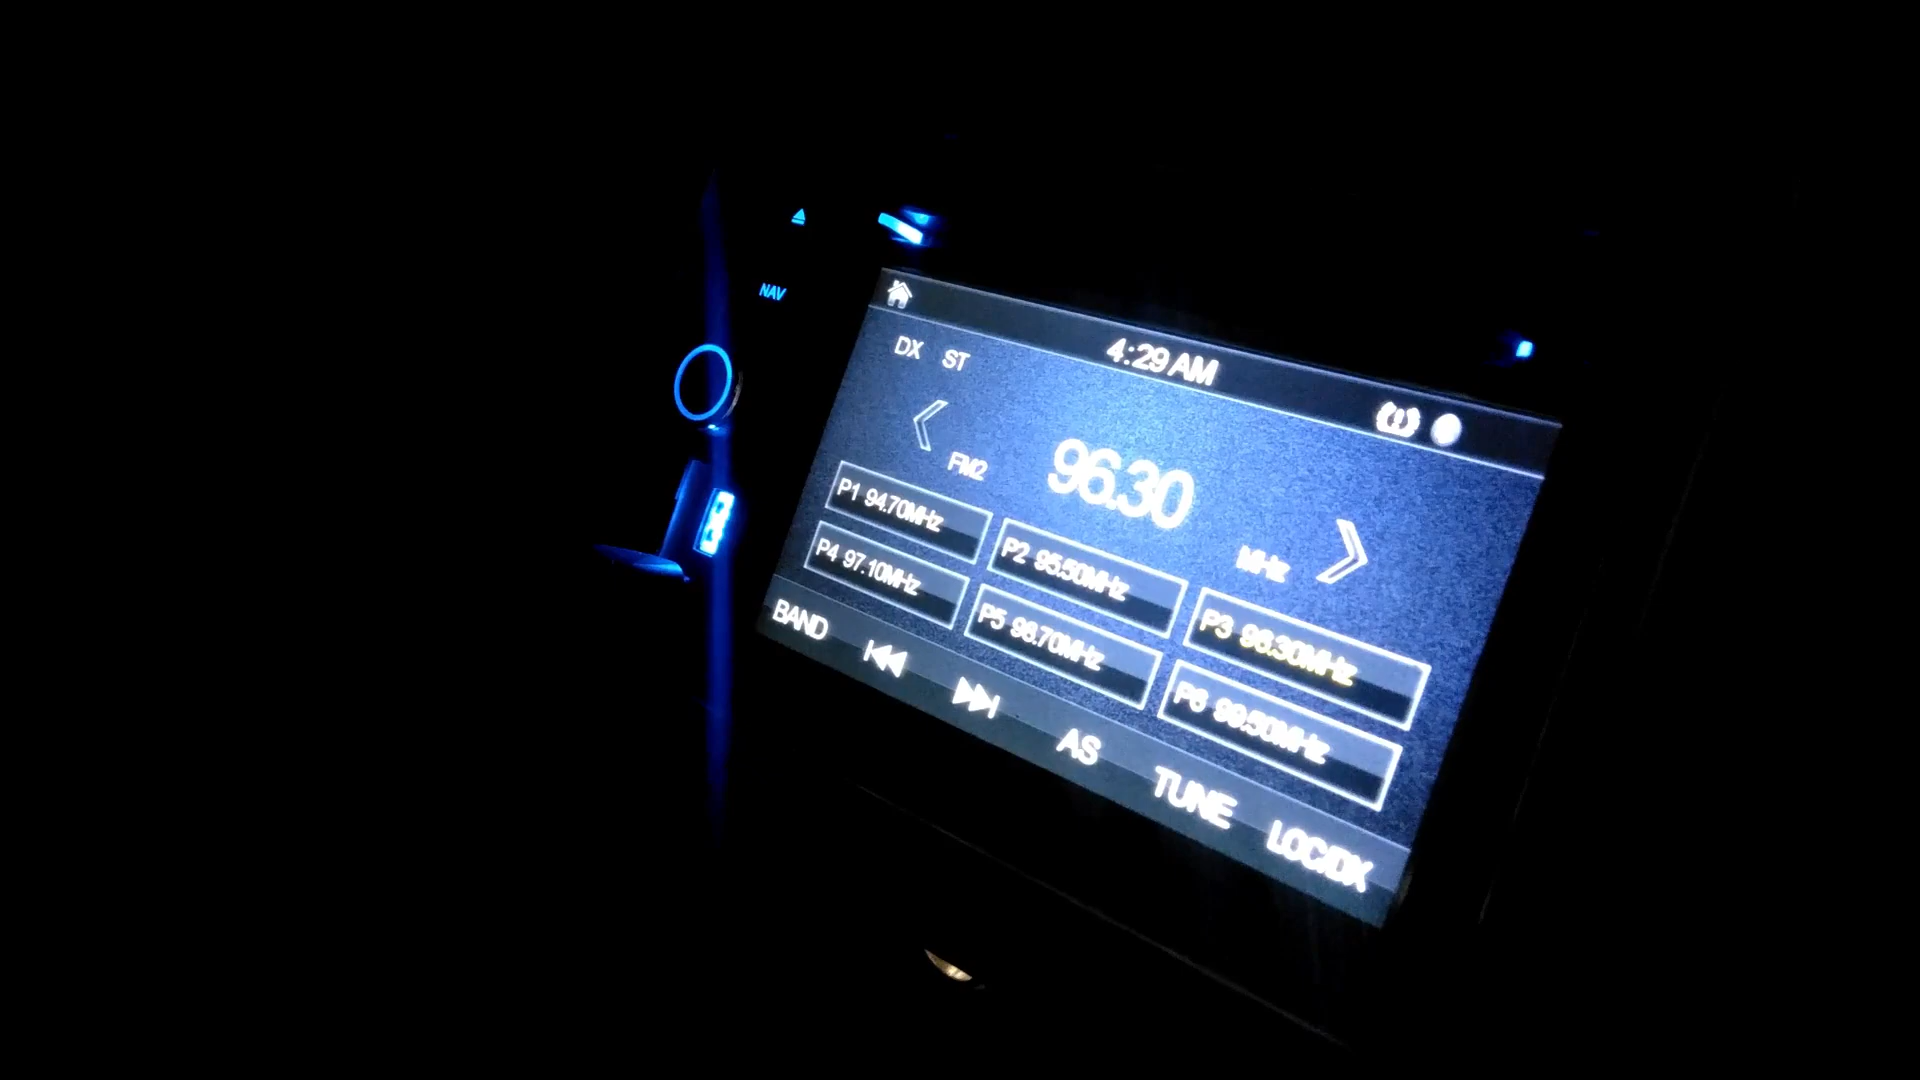 NAV
4:29 AM
DX ST
FM2 96.30 MHz
P1 94.70MHz P2 95.50MHz P3 96.30MHz
P4 97.10MHz P5 98.70MHz P6 99.50MHz
BAND AS TUNE LOC/DX